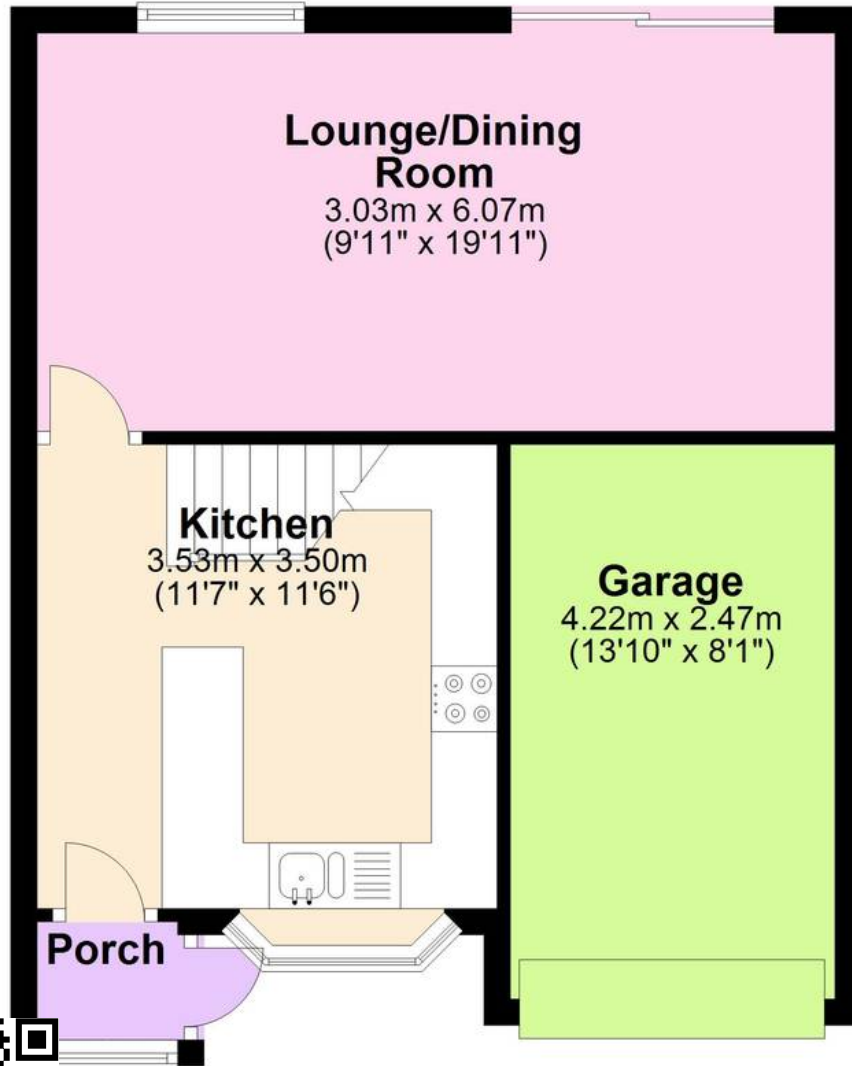 Lounge/Dining
Room
3.03m x 6.07m
(9'11" x 19'11")
Kitchen
3.53m x 3.50m
(11'7" x 11'6")
Garage
4.22m x 2.47m
(13'10" x 8'1")
Porch